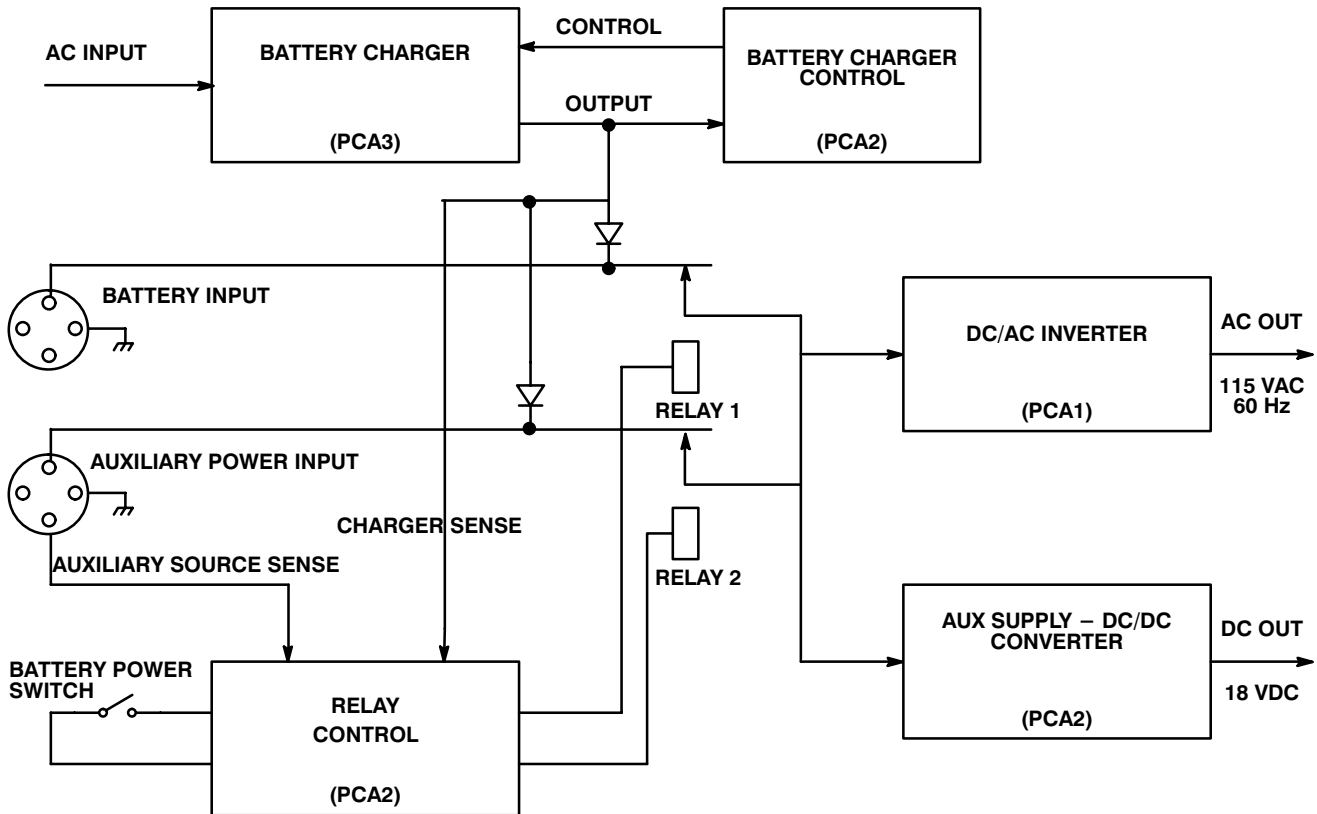 AC INPUT
BATTERY CHARGER
(PCA3)
CONTROL
OUTPUT
BATTERY CHARGER
CONTROL
(PCA2)
BATTERY INPUT
RELAY 1
DC/AC INVERTER
(PCA1)
AC OUT
115 VAC
60 Hz
AUXILIARY POWER INPUT
CHARGER SENSE
AUXILIARY SOURCE SENSE
RELAY 2
AUX SUPPLY – DC/DC
CONVERTER
(PCA2)
DC OUT
18 VDC
BATTERY POWER
SWITCH
RELAY
CONTROL
(PCA2)